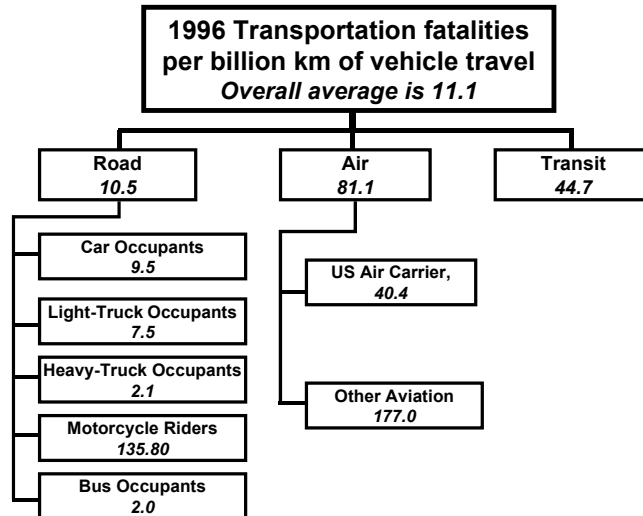 1996 Transportation fatalities
per billion km of vehicle travel
Overall average is 11.1
Road
10.5
Air
81.1
Transit
44.7
Car Occupants
9.5
Light-Truck Occupants
7.5
Heavy-Truck Occupants
2.1
Motorcycle Riders
135.80
Bus Occupants
2.0
US Air Carrier,
40.4
Other Aviation
177.0